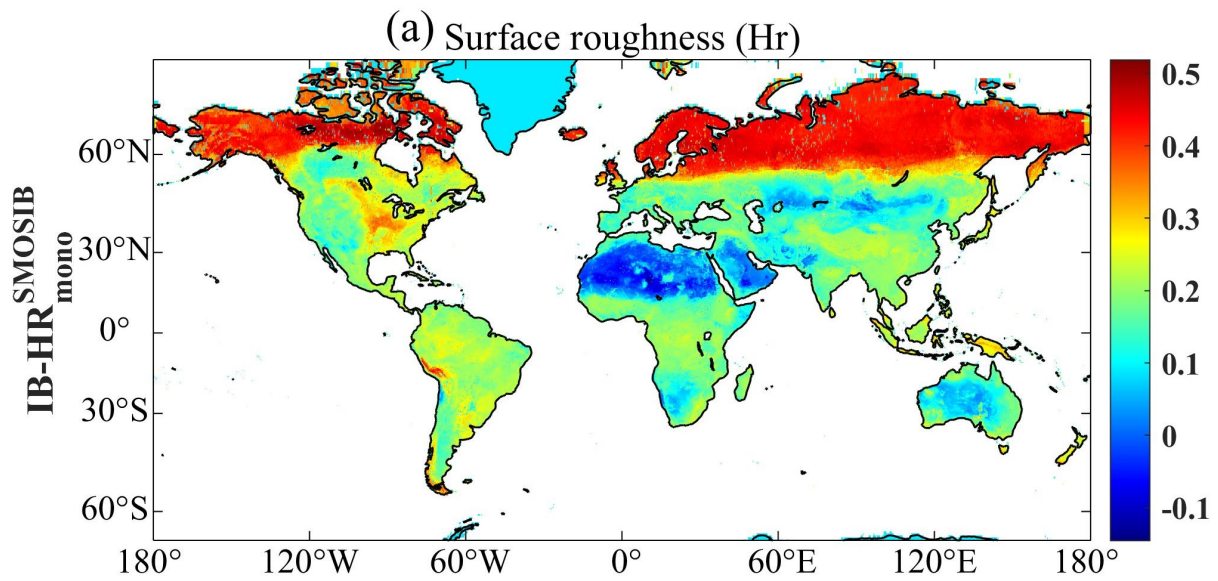 (a) Surface roughness (Hr)
IB-HR^SMOSIB_mono
60°N
30°N
0°
30°S
60°S
180°
120°W
60°W
0°
60°E
120°E
180°
0.5
0.4
0.3
0.2
0.1
0
-0.1